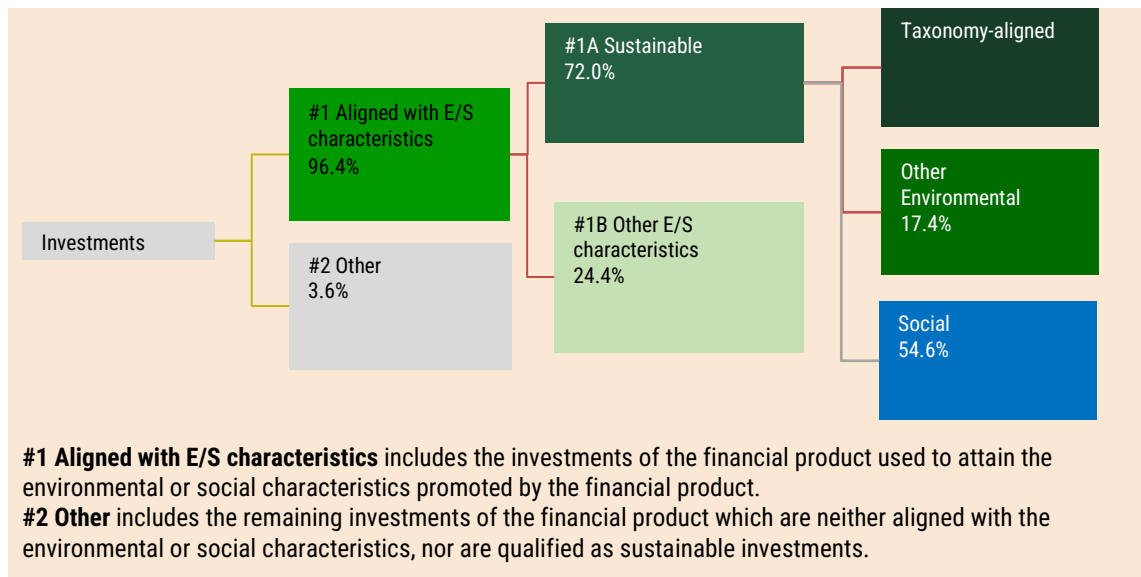 Investments
#1 Aligned with E/S
characteristics
96.4%
#2 Other
3.6%
#1A Sustainable
72.0%
#1B Other E/S
characteristics
24.4%
Taxonomy-aligned
Other
Environmental
17.4%
Social
54.6%
#1 Aligned with E/S characteristics includes the investments of the financial product used to attain the
environmental or social characteristics promoted by the financial product.
#2 Other includes the remaining investments of the financial product which are neither aligned with the
environmental or social characteristics, nor are qualified as sustainable investments.